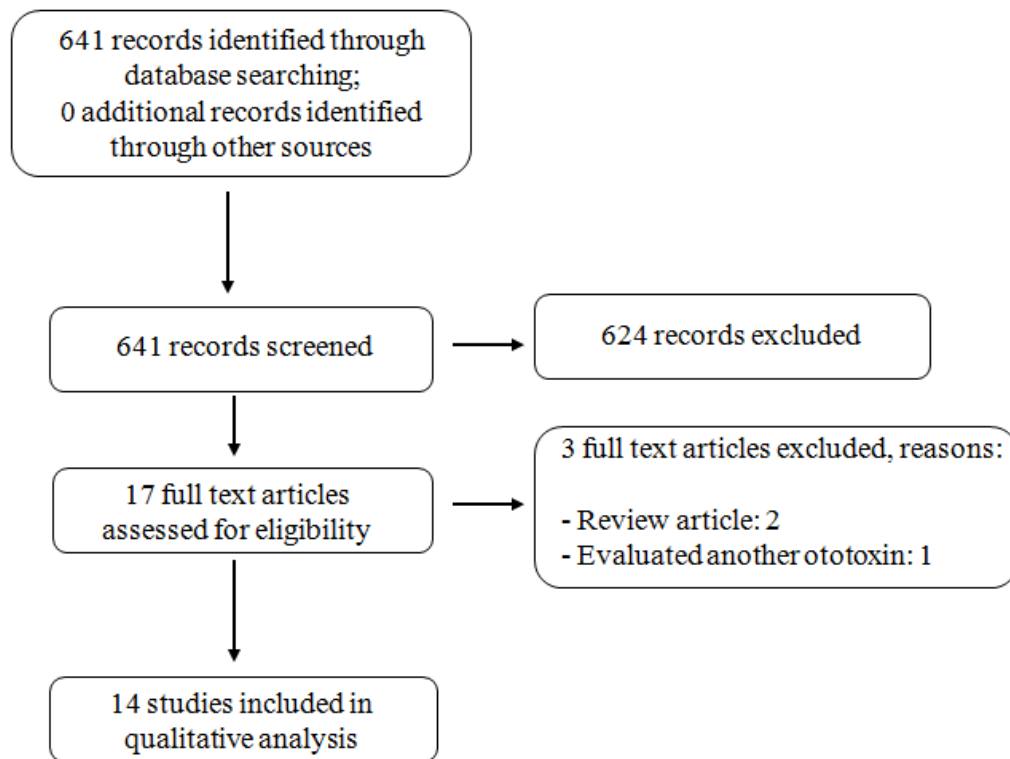 641 records identified through
database searching;
0 additional records identified
through other sources
641 records screened
624 records excluded
17 full text articles
assessed for eligibility
3 full text articles excluded, reasons:
- Review article: 2
- Evaluated another ototoxin: 1
14 studies included in
qualitative analysis